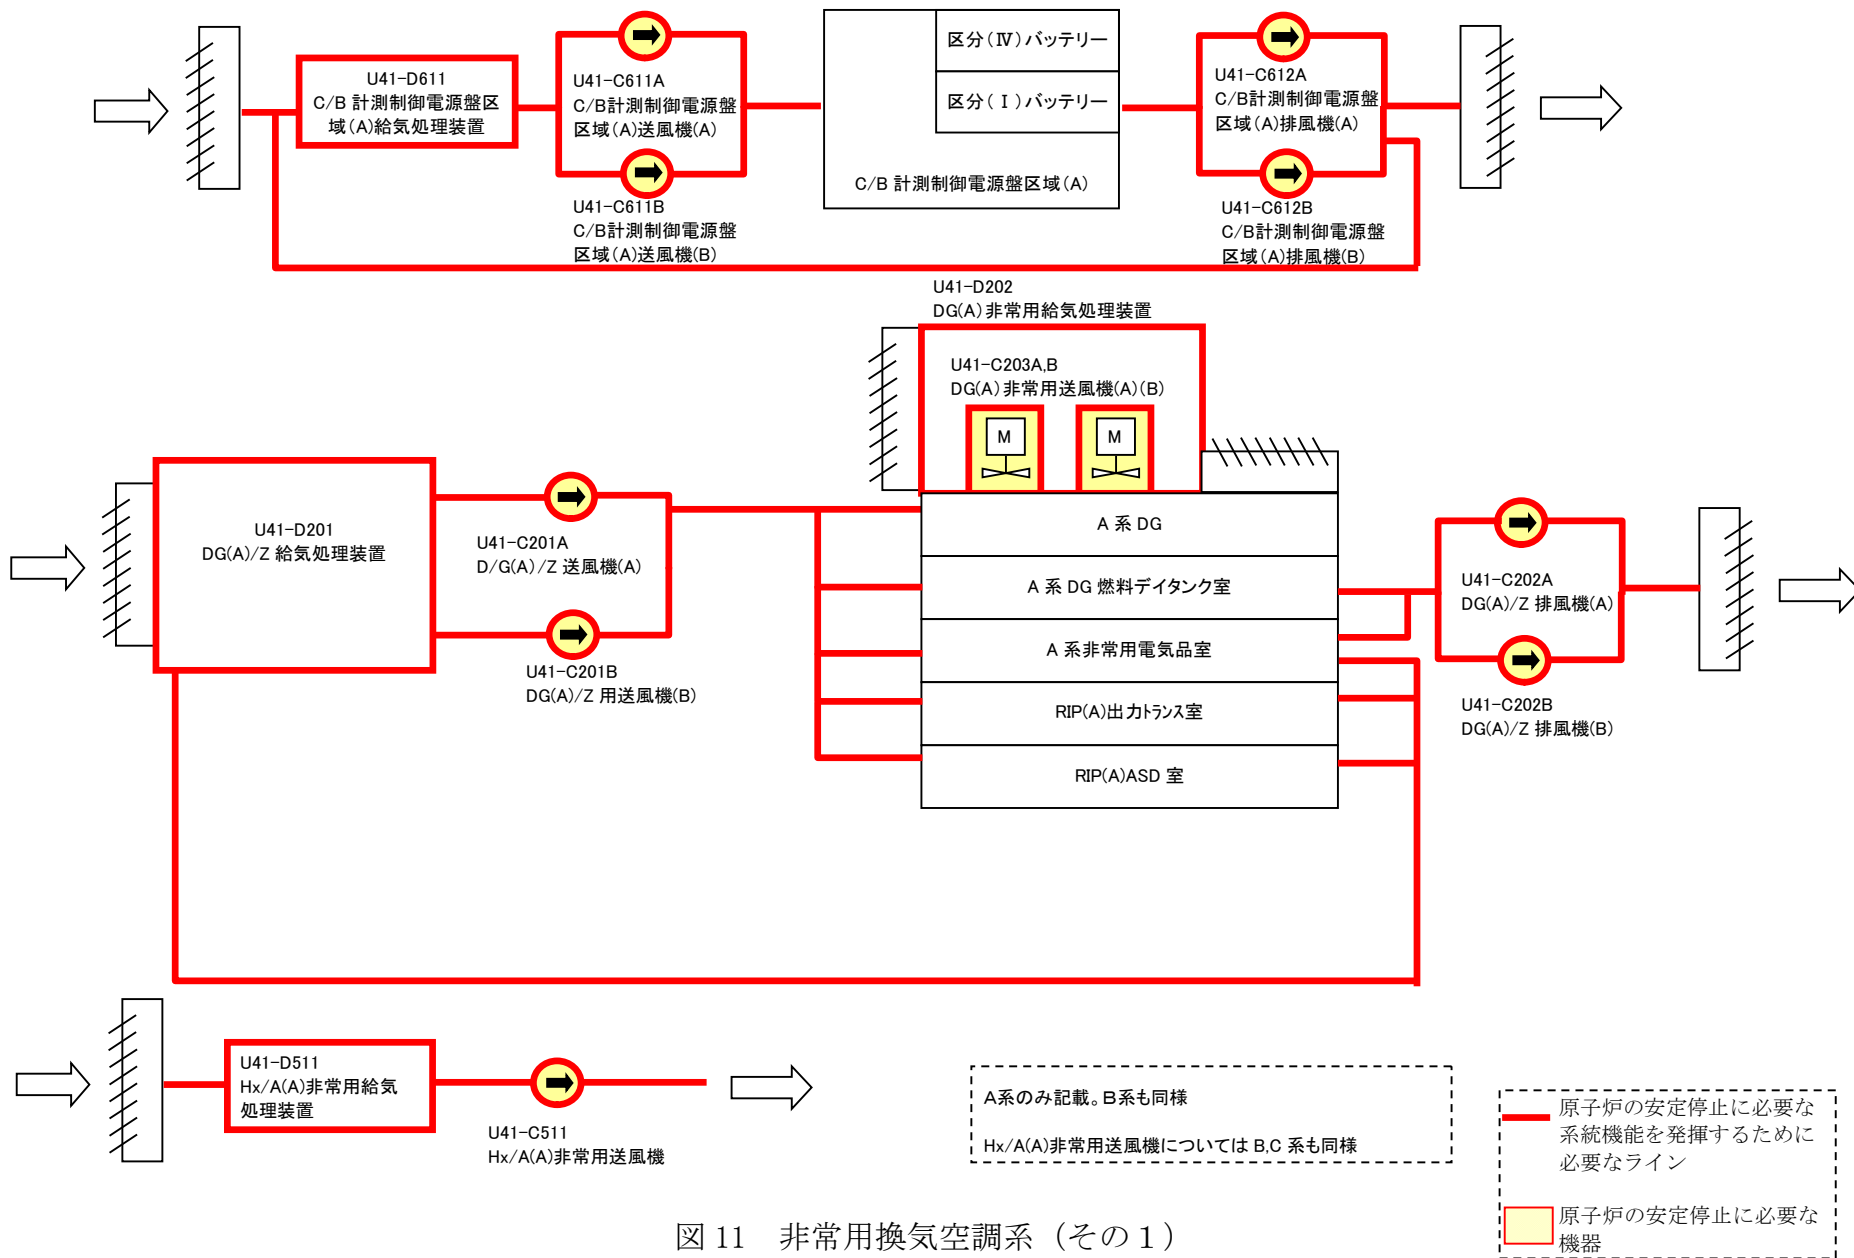 U41-D611
C/B 計測制御電源盤区
域(A)給気処理装置
U41-C611A
C/B計測制御電源盤
区域(A)送風機(A)
U41-C611B
C/B計測制御電源盤
区域(A)送風機(B)
区分(Ⅳ)バッテリー
区分(Ⅰ)バッテリー
C/B 計測制御電源盤区域(A)
U41-C612A
C/B計測制御電源盤
区域(A)排風機(A)
U41-C612B
C/B計測制御電源盤
区域(A)排風機(B)
U41-D202
DG(A)非常用給気処理装置
U41-C203A,B
DG(A)非常用送風機(A)(B)
M
M
U41-D201
DG(A)/Z 給気処理装置
U41-C201A
D/G(A)/Z 送風機(A)
U41-C201B
DG(A)/Z 用送風機(B)
A 系 DG
A 系 DG 燃料デイタンク室
A 系非常用電気品室
RIP(A)出力トランス室
RIP(A)ASD 室
U41-C202A
DG(A)/Z 排風機(A)
U41-C202B
DG(A)/Z 排風機(B)
U41-D511
Hx/A(A)非常用給気
処理装置
U41-C511
Hx/A(A)非常用送風機
A系のみ記載。B系も同様
Hx/A(A)非常用送風機については B,C 系も同様
原子炉の安定停止に必要な
系統機能を発揮するために
必要なライン
原子炉の安定停止に必要な
機器
図 11　非常用換気空調系（その１）